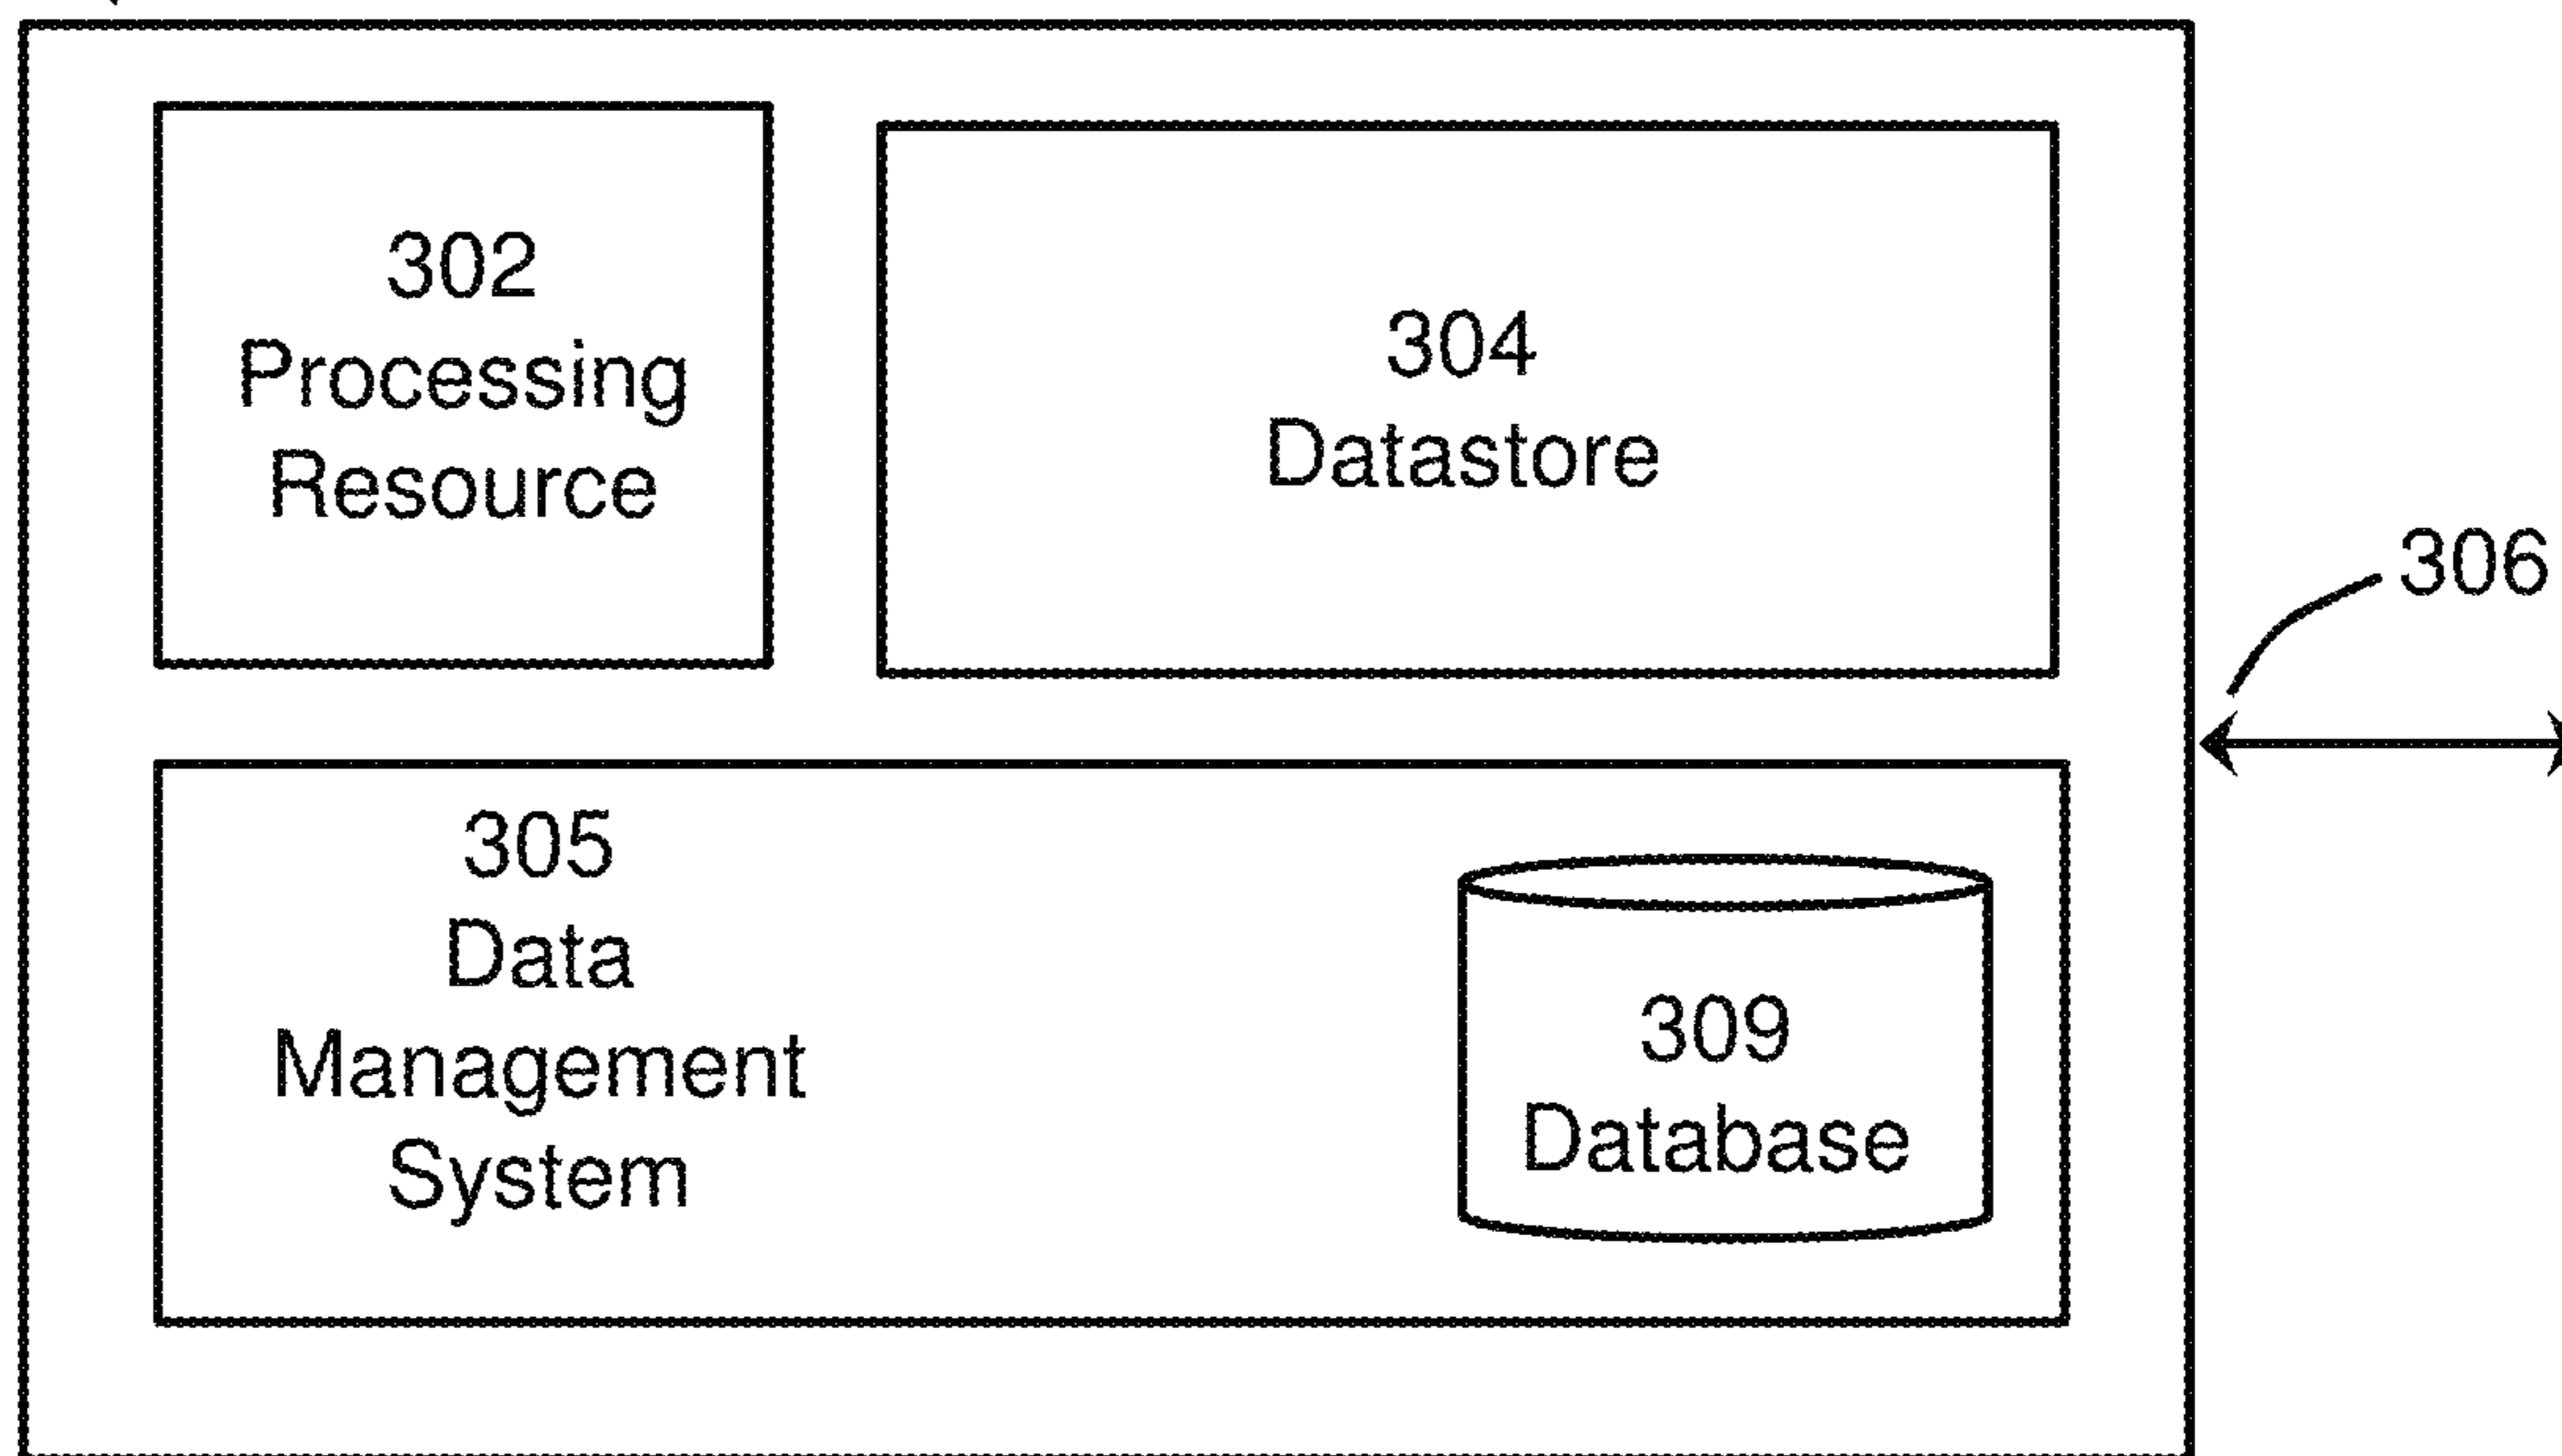 302
Processing
Resource
304
Datastore
306
305
Data
Management
System
309
Database